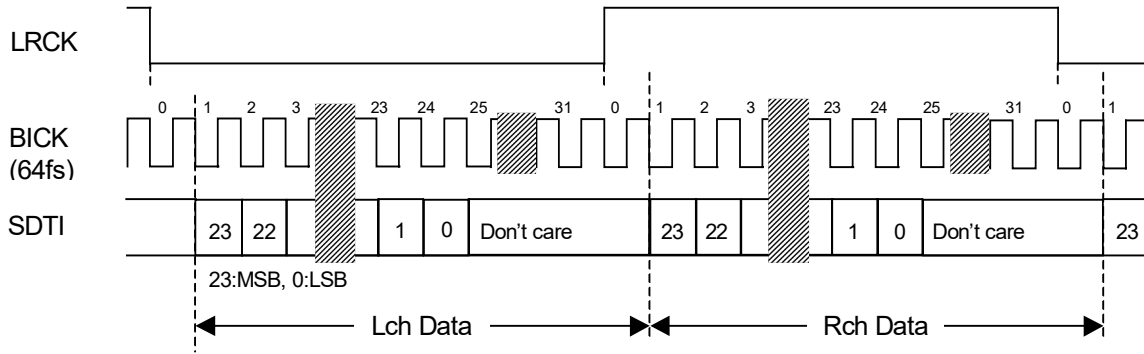 LRCK
0 1 2 3 23 24 25 31 0 1 2 3 23 24 25 31 0 1
BICK
(64fs)
SDTI 23 22 1 0 Don't care 23 22 1 0 Don't care 23
23:MSB, 0:LSB
Lch Data Rch Data